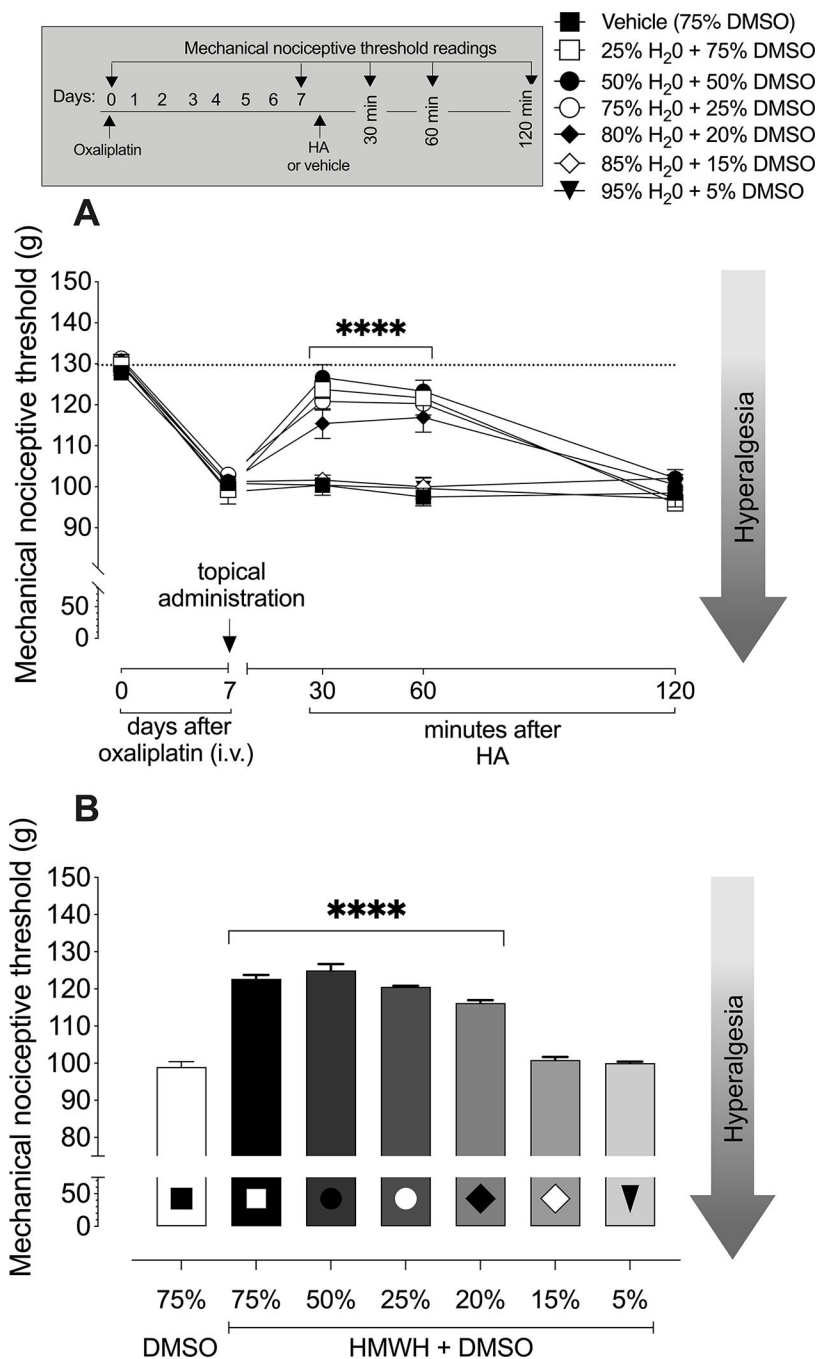 Mechanical nociceptive threshold readings
Days: 0 1 2 3 4 5 6 7 30 min 60 min 120 min
Oxaliplatin
HA
or vehicle
Vehicle (75% DMSO)
25% H20 + 75% DMSO
50% H20 + 50% DMSO
75% H20 + 25% DMSO
80% H20 + 20% DMSO
85% H20 + 15% DMSO
95% H20 + 5% DMSO
A
Mechanical nociceptive threshold (g)
150
140
130
120
110
100
90
50
0
****
topical
administration
Hyperalgesia
0 7 30 60 120
days after
oxaliplatin (i.v.)
minutes after
HA
B
Mechanical nociceptive threshold (g)
150
140
130
120
110
100
90
80
50
0
****
Hyperalgesia
75% 75% 50% 25% 20% 15% 5%
DMSO HMWH + DMSO